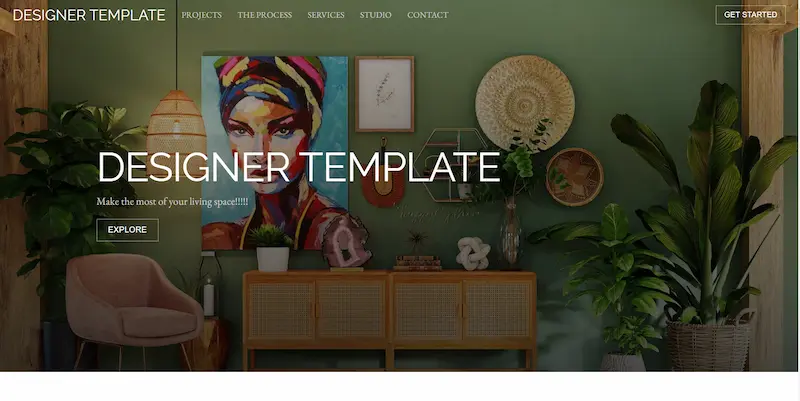 DESIGNER TEMPLATE
PROJECTS
THE PROCESS
SERVICES
STUDIO
CONTACT
GET STARTED
DESIGNER TEMPLATE
Make the most of your living space!!!!!
EXPLORE